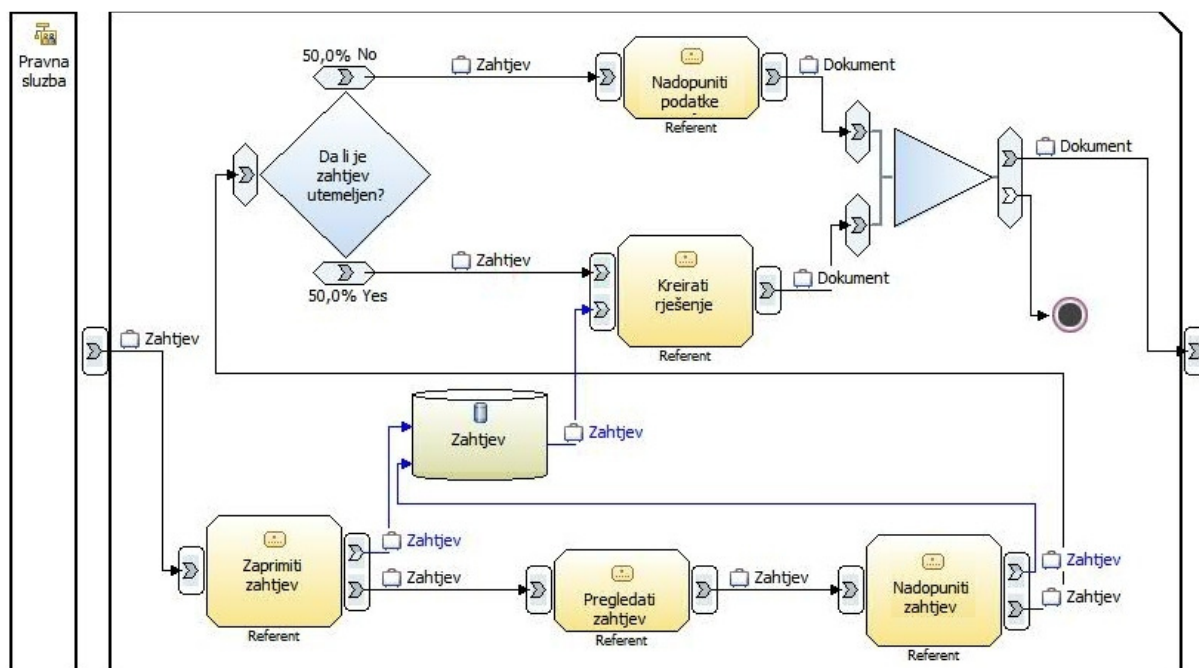 Pravna
sluzba
50,0% No
Zahtjev
Nadopuniti
podatke
Referent
Dokument
Da li je
zahtjev
utemeljen?
Dokument
50,0% Yes
Zahtjev
Kreirati
rješenje
Referent
Dokument
Zahtjev
Zahtjev
Zahtjev
Zaprimiti
zahtjev
Referent
Zahtjev
Zahtjev
Pregledati
zahtjev
Referent
Zahtjev
Nadopuniti
zahtjev
Referent
Zahtjev
Zahtjev